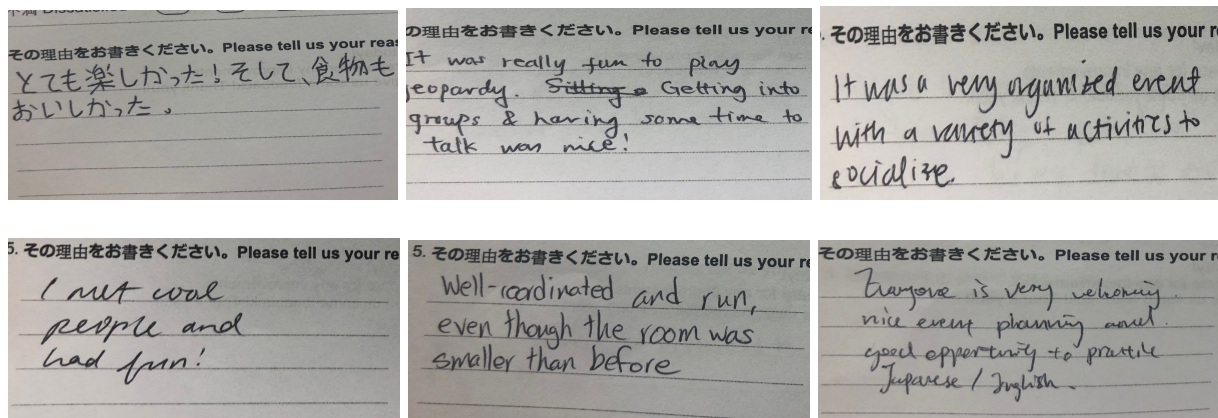 その理由をお書きください。Please tell us your reas
とても楽しかった!そして、食物も
おいしかった。
の理由をお書きください。Please tell us your re
It was really fun to play
jeopardy. Sitting a Getting into
groups & having some time to
talk was nice!
. その理由をお書きください。Please tell us your r
It was a very organized event
with a variety of activities to
socialize.
5. その理由をお書きください。Please tell us your re
I met cool
people and
had fun!
5. その理由をお書きください。Please tell us your r
Well-coordinated and run,
even though the room was
smaller than before
その理由をお書きください。Please tell us your r
Everyone is very welcoming.
nice event planning and
good opportunity to practice
Japanese / English.